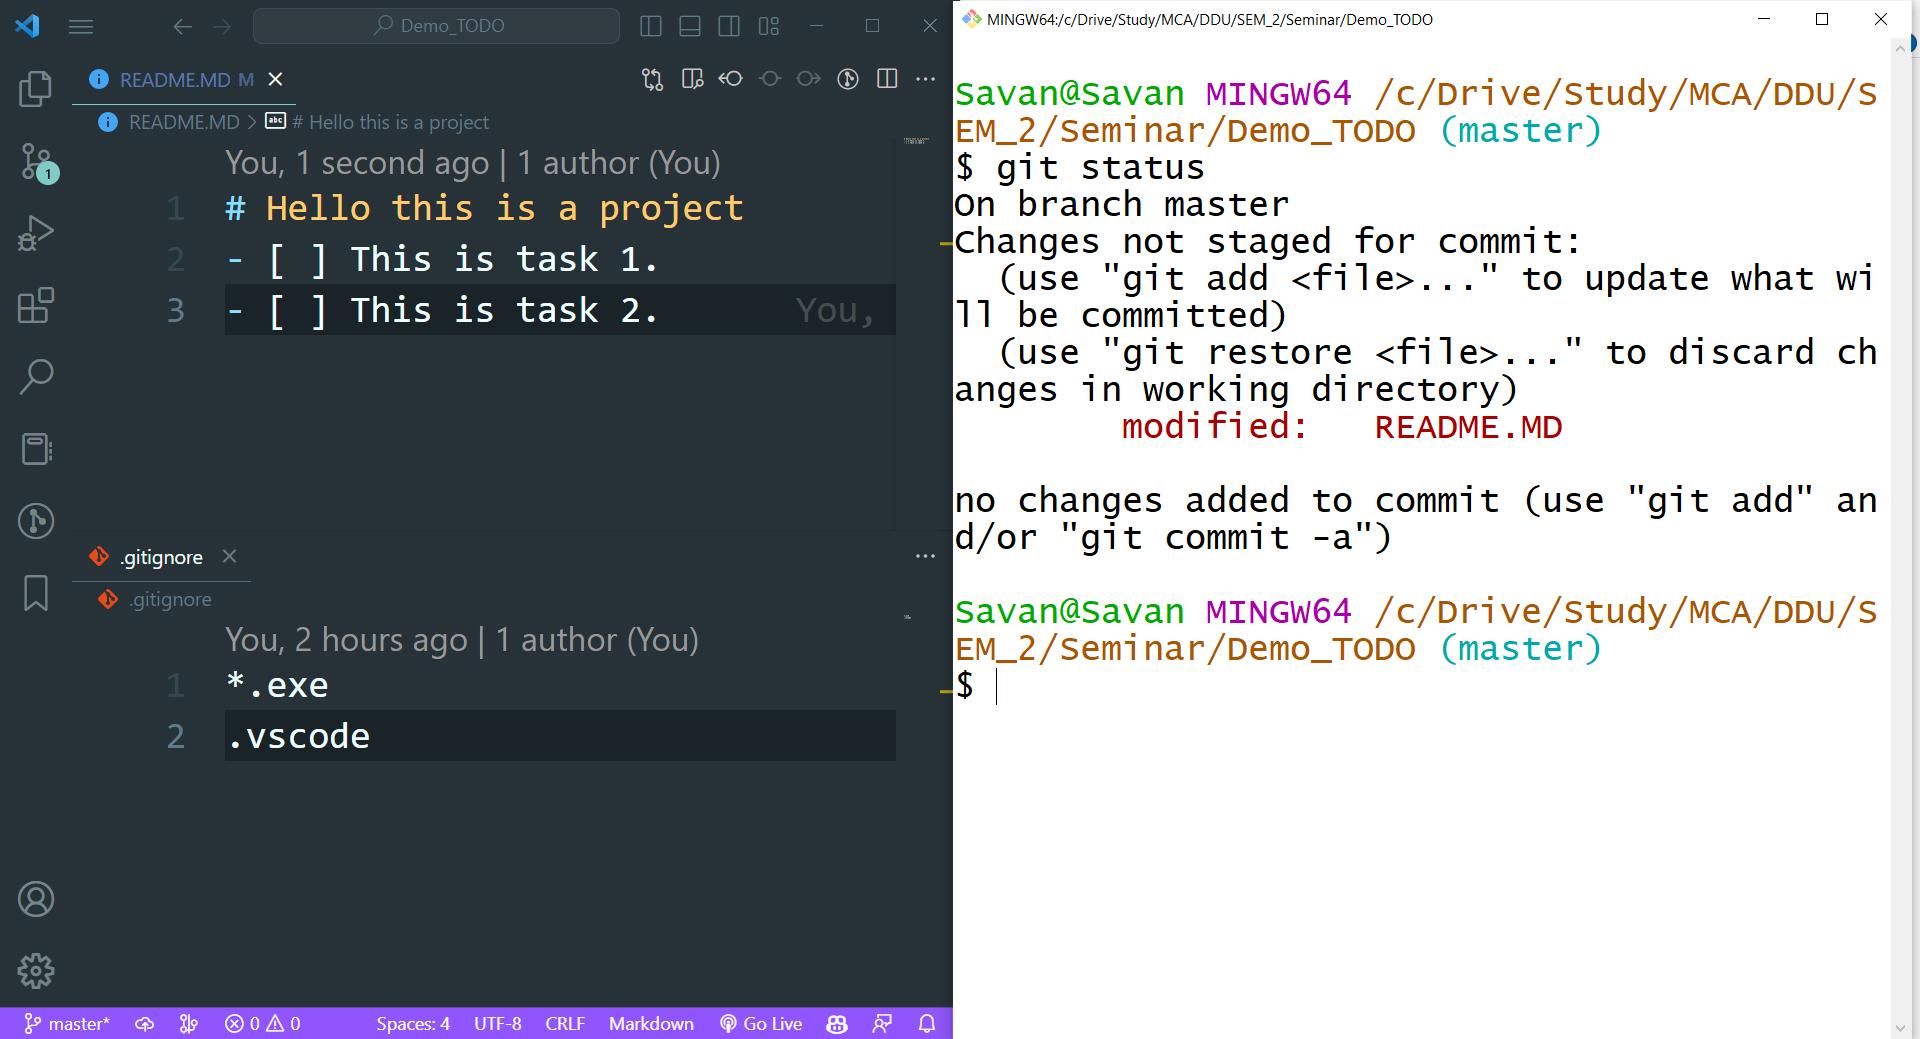 Demo_TODO
README.MD M
README.MD > # Hello this is a project
You, 1 second ago | 1 author (You)
1 # Hello this is a project
2 - [ ] This is task 1.
3 - [ ] This is task 2. You,
1
.gitignore
.gitignore
You, 2 hours ago | 1 author (You)
1 *.exe
2 .vscode
master* 0 0 Spaces: 4 UTF-8 CRLF Markdown Go Live
MINGW64:/c/Drive/Study/MCA/DDU/SEM_2/Seminar/Demo_TODO
Savan@Savan MINGW64 /c/Drive/Study/MCA/DDU/S
EM_2/Seminar/Demo_TODO (master)
$ git status
On branch master
Changes not staged for commit:
  (use "git add <file>..." to update what wi
ll be committed)
  (use "git restore <file>..." to discard ch
anges in working directory)
        modified:   README.MD
no changes added to commit (use "git add" an
d/or "git commit -a")
Savan@Savan MINGW64 /c/Drive/Study/MCA/DDU/S
EM_2/Seminar/Demo_TODO (master)
$